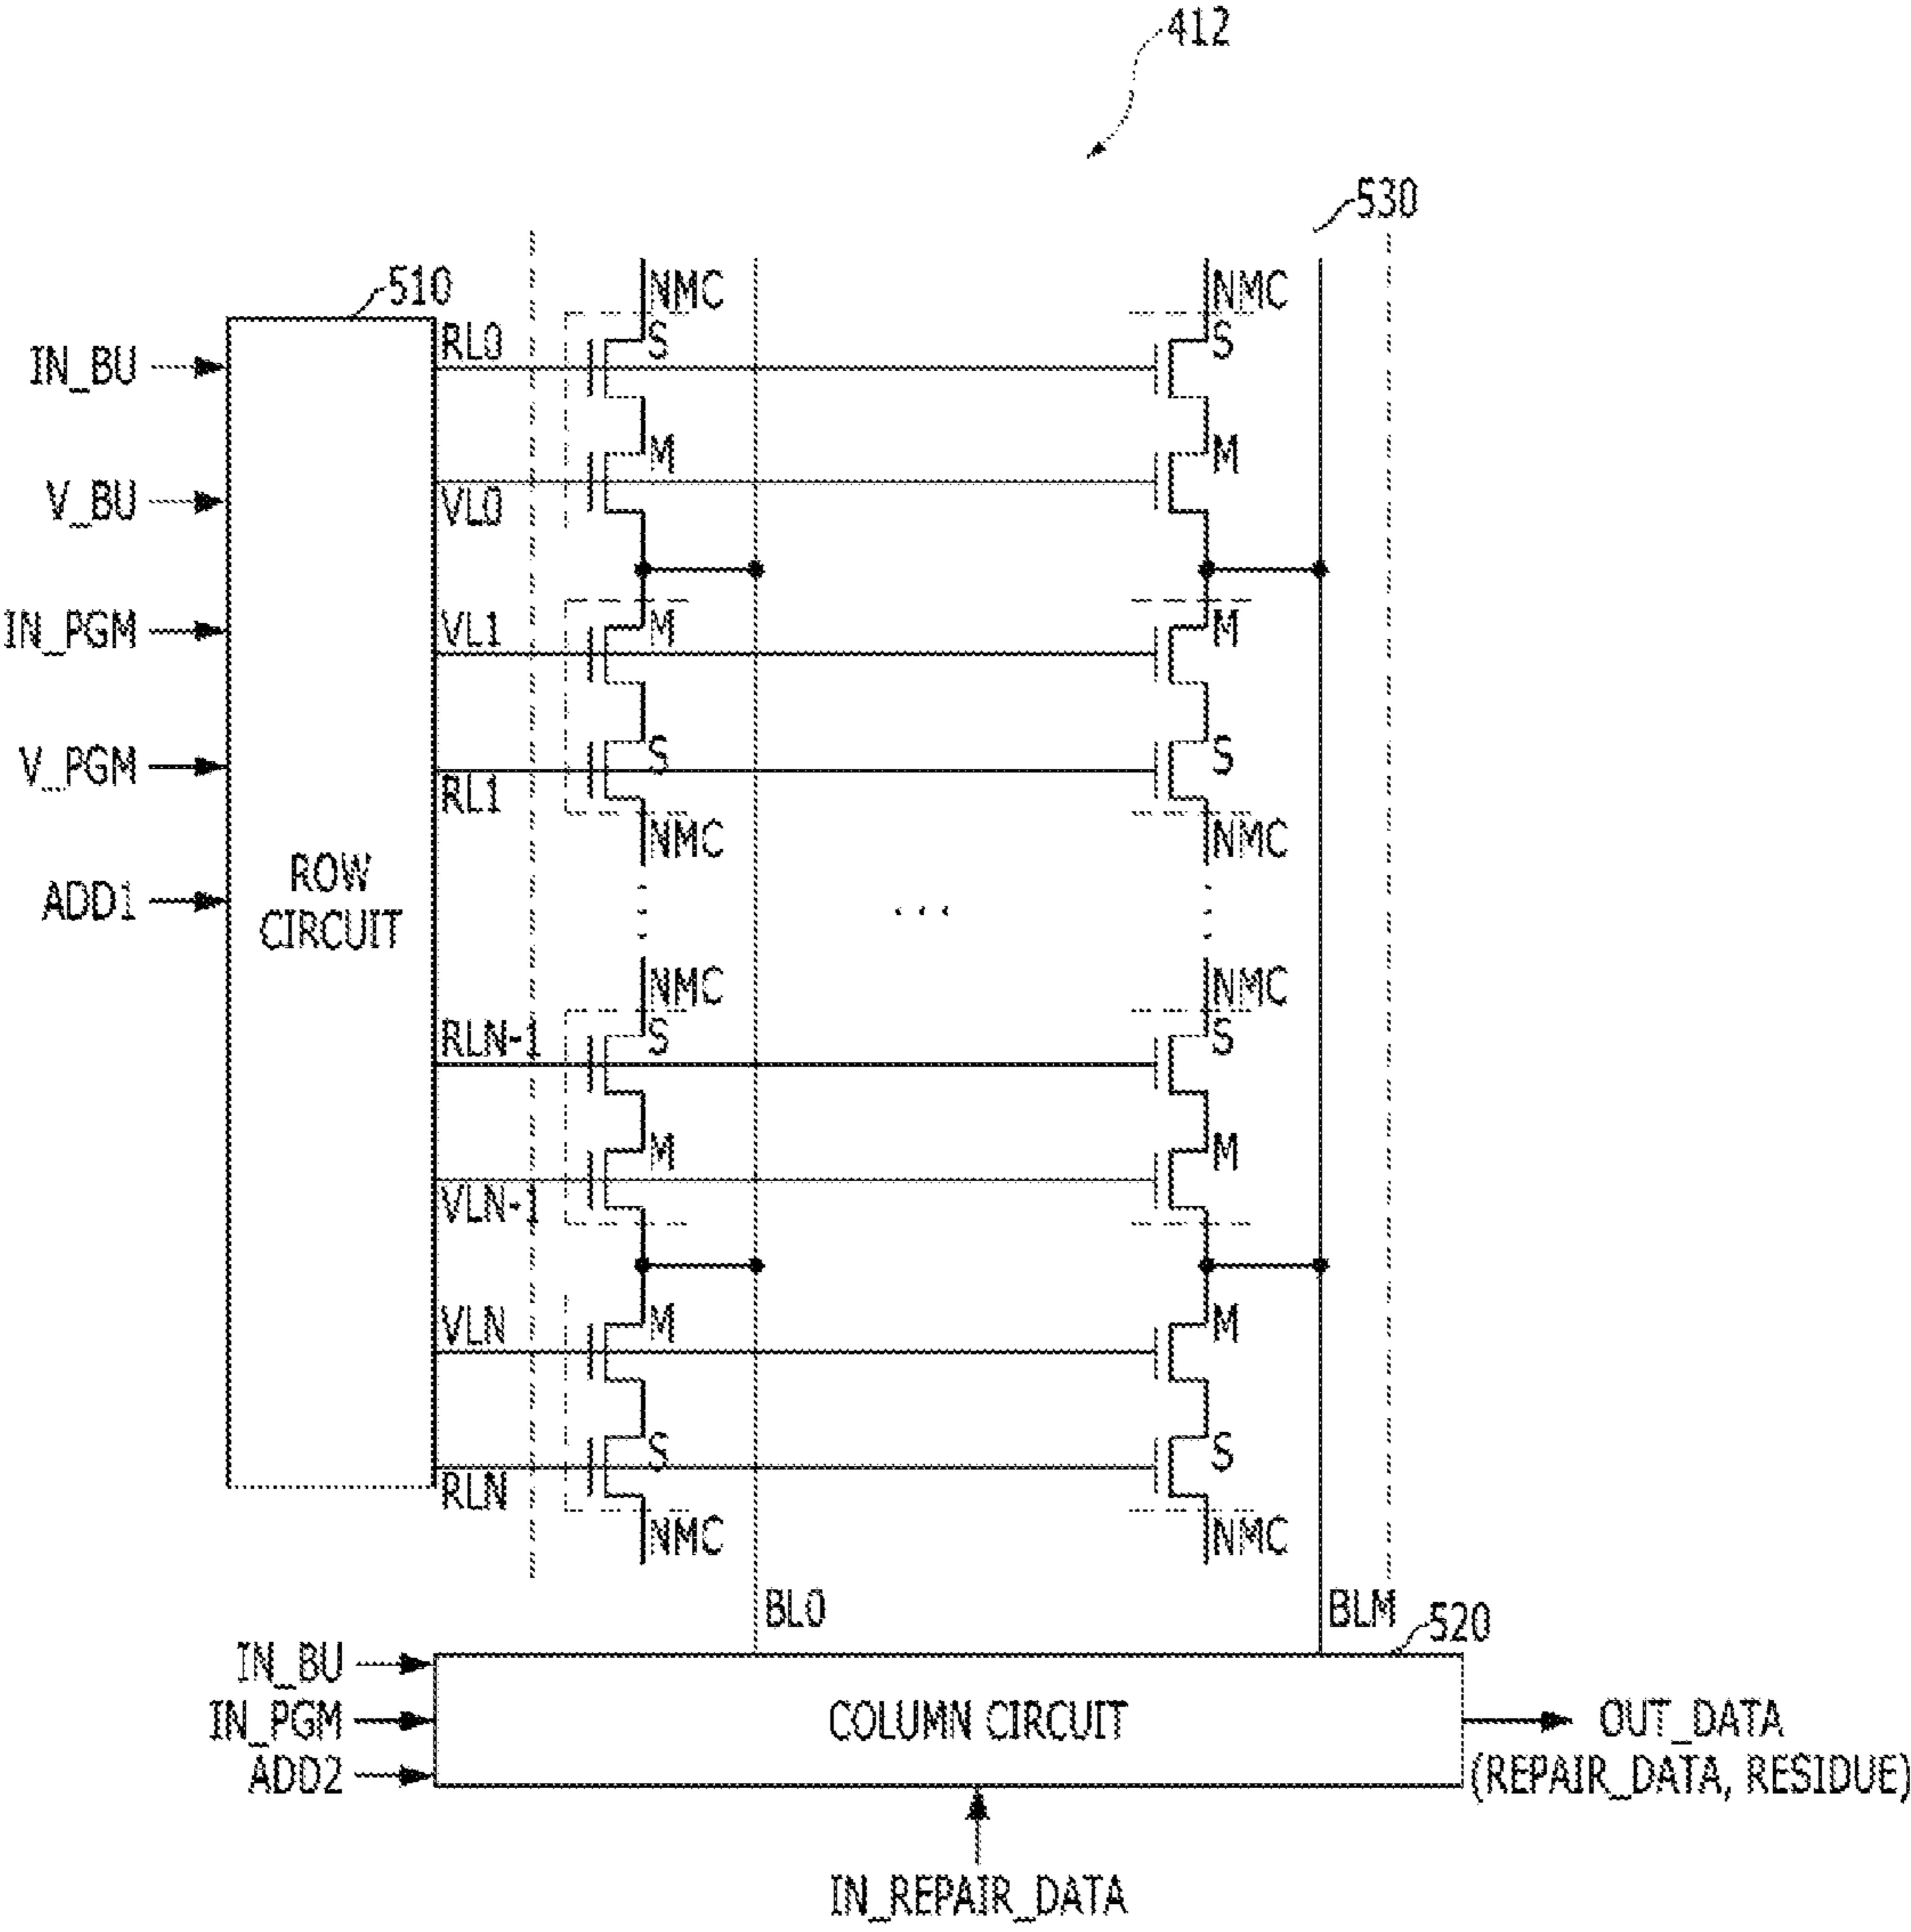 412
530
510
NMC
NMC
IN_BU
RL0
S
S
V_BU
VL0
M
M
IN_PGM
VL1
M
M
V_PGM
RL1
S
S
NMC
NMC
ADD1
ROW
CIRCUIT
...
NMC
NMC
RLN-1
S
S
VLN-1
M
M
VLN
M
M
RLN
S
S
NMC
NMC
BL0
BLM
520
IN_BU
IN_PGM
ADD2
COLUMN CIRCUIT
OUT_DATA
(REPAIR_DATA, RESIDUE)
IN_REPAIR_DATA